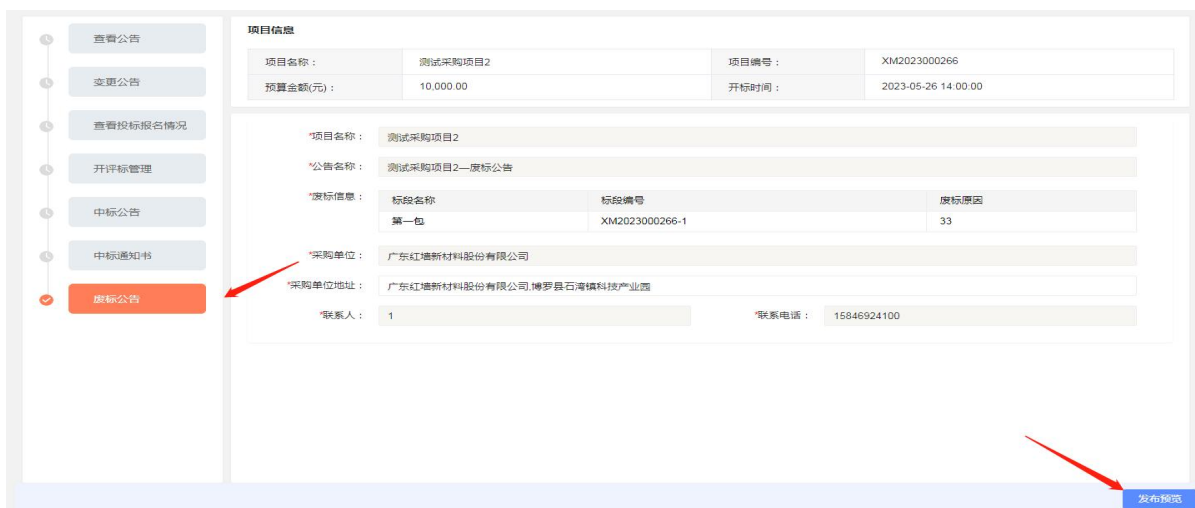 查看公告
变更公告
查看投标报名情况
开评标管理
中标公告
中标通知书
废标公告
项目信息
项目名称： 测试采购项目2 项目编号： XM2023000266
预算金额(元)： 10,000.00 开标时间： 2023-05-26 14:00:00
*项目名称： 测试采购项目2
*公告名称： 测试采购项目2—废标公告
*废标信息： 标段名称 标段编号 废标原因
第一包 XM2023000266-1 33
*采购单位： 广东红墙新材料股份有限公司
*采购单位地址： 广东红墙新材料股份有限公司,博罗县石湾镇科技产业园
*联系人： 1 *联系电话： 15846924100
发布预览